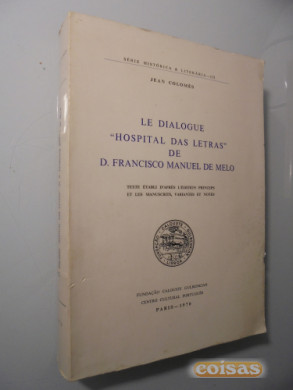 SÉRIE HISTÓRICA & LITERÁRIA
JEAN COLOMÈS
LE DIALOGUE
"HOSPITAL DAS LETRAS"
DE
D. FRANCISCO MANUEL DE MELO
TEXTE ÉTABLI D'APRÈS L'ÉDITION PRINCEPS
ET LES MANUSCRITS, VARIANTES ET NOTES
FUNDAÇÃO CALOUSTE GULBENKIAN
CENTRO CULTURAL PORTUGUÊS
PARIS - 1970
coisas